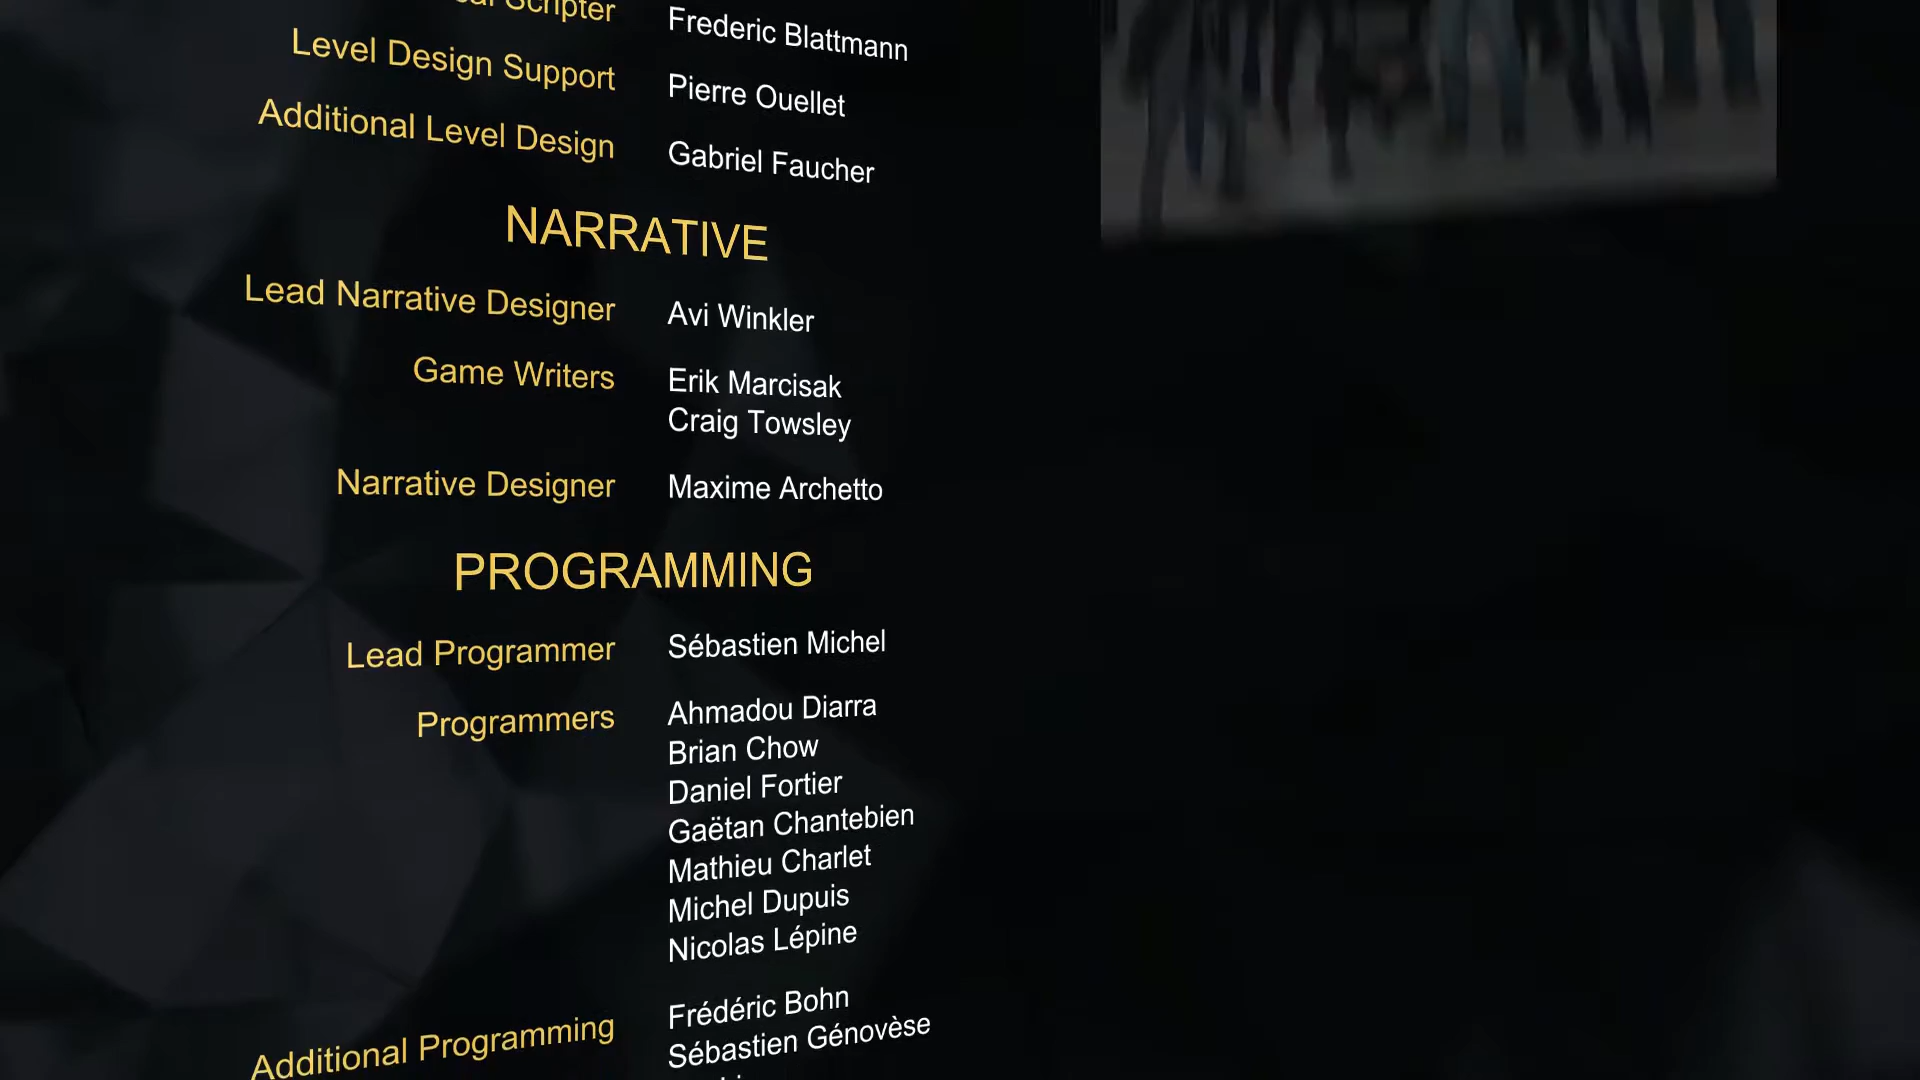 Scripter Frederic Blattmann
Level Design Support Pierre Ouellet
Additional Level Design Gabriel Faucher
NARRATIVE
Lead Narrative Designer Avi Winkler
Game Writers Erik Marcisak
Craig Towsley
Narrative Designer Maxime Archetto
PROGRAMMING
Lead Programmer Sébastien Michel
Programmers Ahmadou Diarra
Brian Chow
Daniel Fortier
Gaëtan Chantebien
Mathieu Charlet
Michel Dupuis
Nicolas Lépine
Additional Programming Frédéric Bohn
Sébastien Génovèse